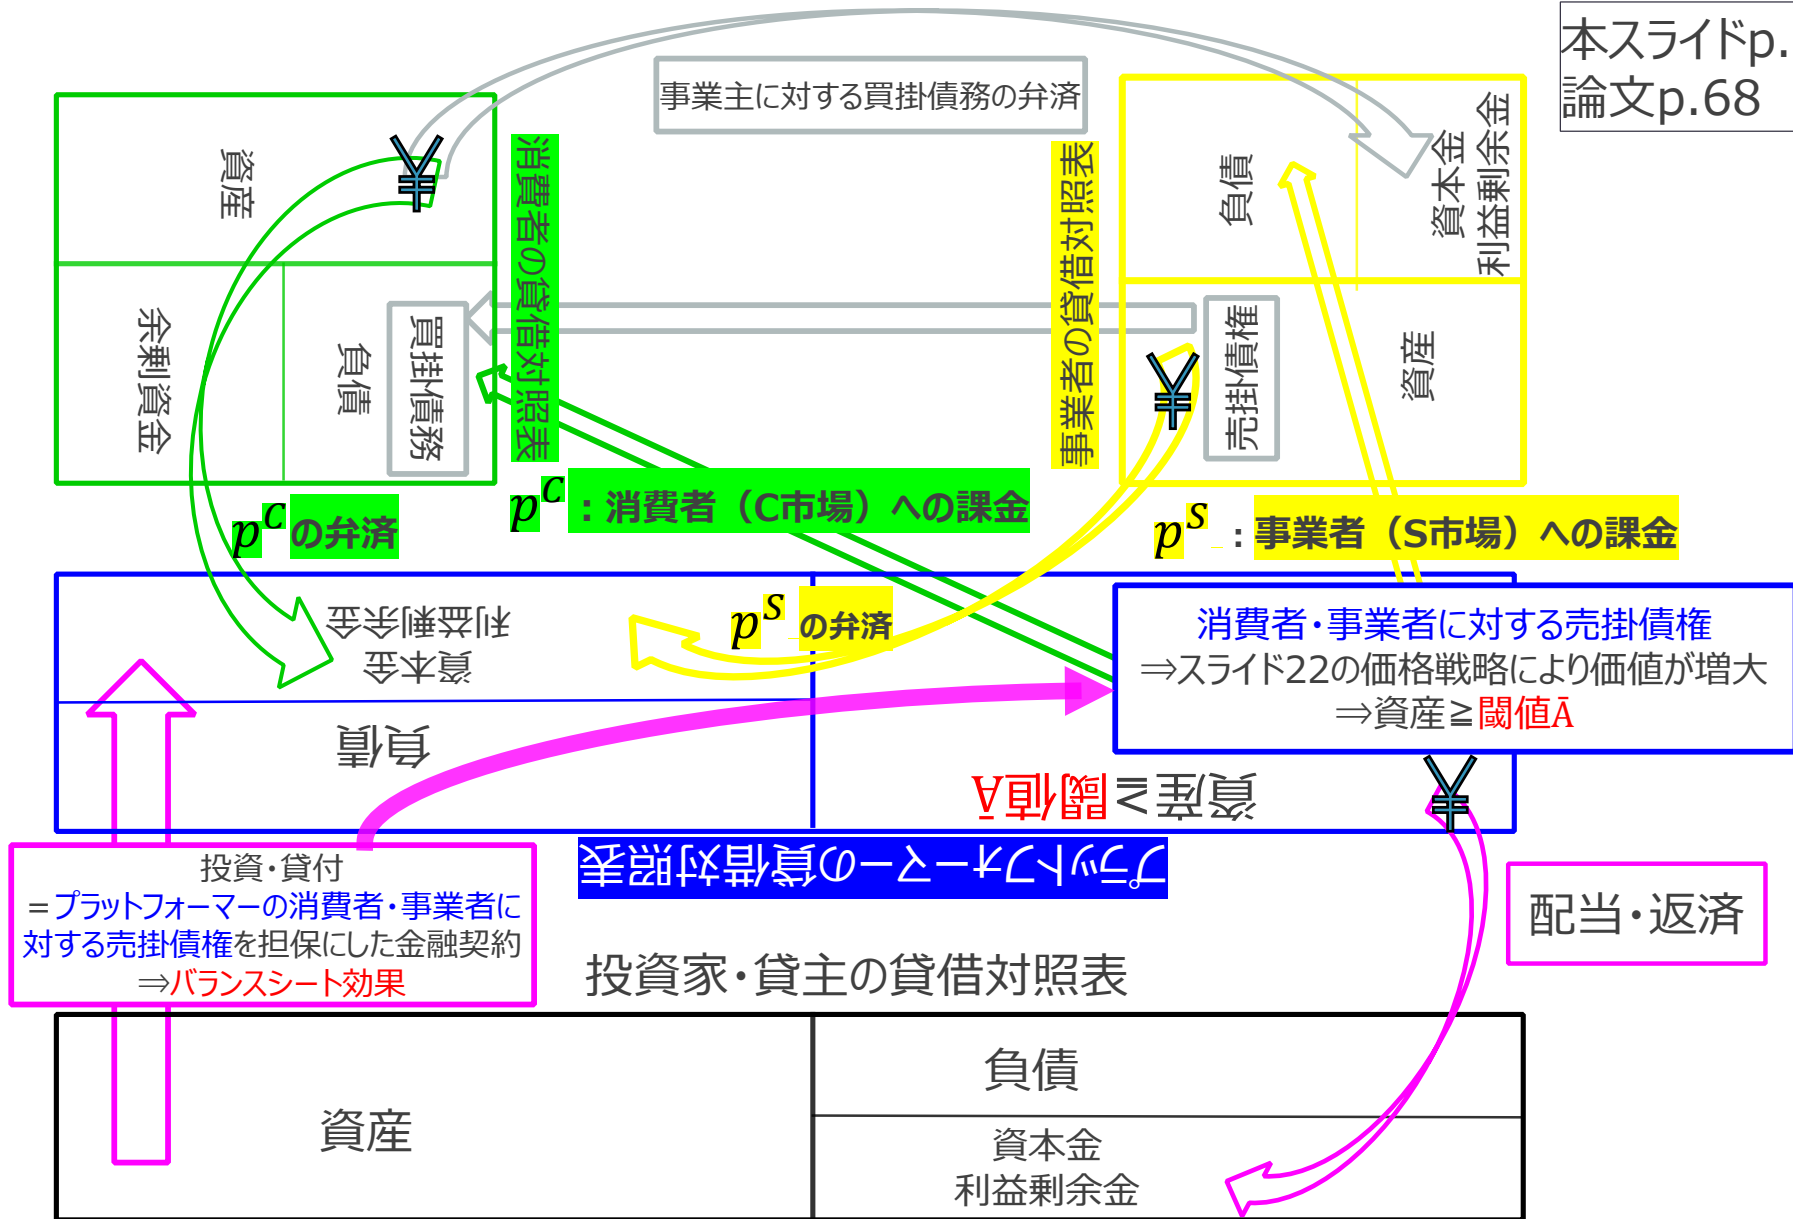 本スライドp.
論文p.68
事業主に対する買掛債務の弁済
資産
¥
消費者の貸借対照表
事業者の貸借対照表
負債
資本金
利益剰余金
余剰資金
負債
買掛債務
¥
売掛債権
資産
p^C の弁済
p^C : 消費者（C市場）への課金
p^S : 事業者（S市場）への課金
利益剰余金
資本金
p^S の弁済
消費者・事業者に対する売掛債権
⇒スライド22の価格戦略により価値が増大
⇒資産≧閾値Ā
負債
資産≧閾値Ā
¥
プラットフォーマーの貸借対照表
投資・貸付
=プラットフォーマーの消費者・事業者に
対する売掛債権を担保にした金融契約
⇒バランスシート効果
配当・返済
投資家・貸主の貸借対照表
資産
負債
資本金
利益剰余金